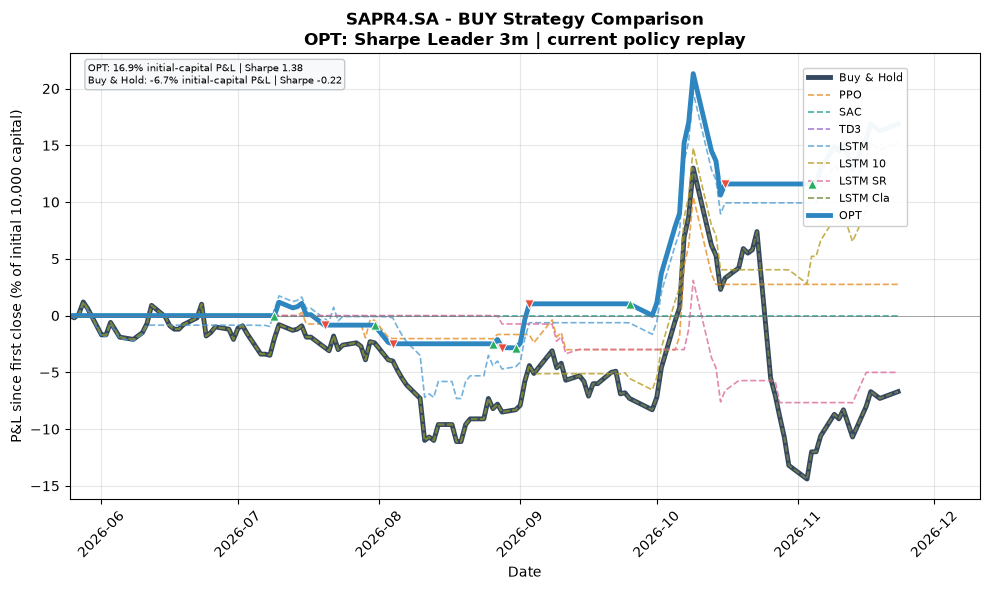 SAPR4.SA - BUY Strategy Comparison
OPT: Sharpe Leader 3m | current policy replay
OPT: 16.9% initial-capital P&L | Sharpe 1.38
Buy & Hold: -6.7% initial-capital P&L | Sharpe -0.22
Buy & Hold
PPO
SAC
TD3
LSTM
LSTM 10
LSTM SR
LSTM Cla
OPT
P&L since first close (% of initial 10,000 capital)
20
15
10
5
0
−5
−10
−15
2026-06
2026-07
2026-08
2026-09
2026-10
2026-11
2026-12
Date